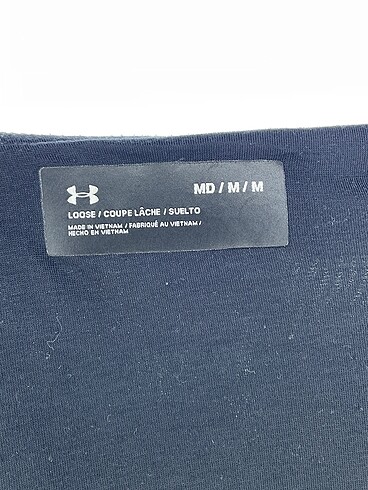 MD / M / M
LOOSE / COUPE LÂCHE / SUELTO
MADE IN VIETNAM / FABRIQUÉ AU VIETNAM /
HECHO EN VIETNAM